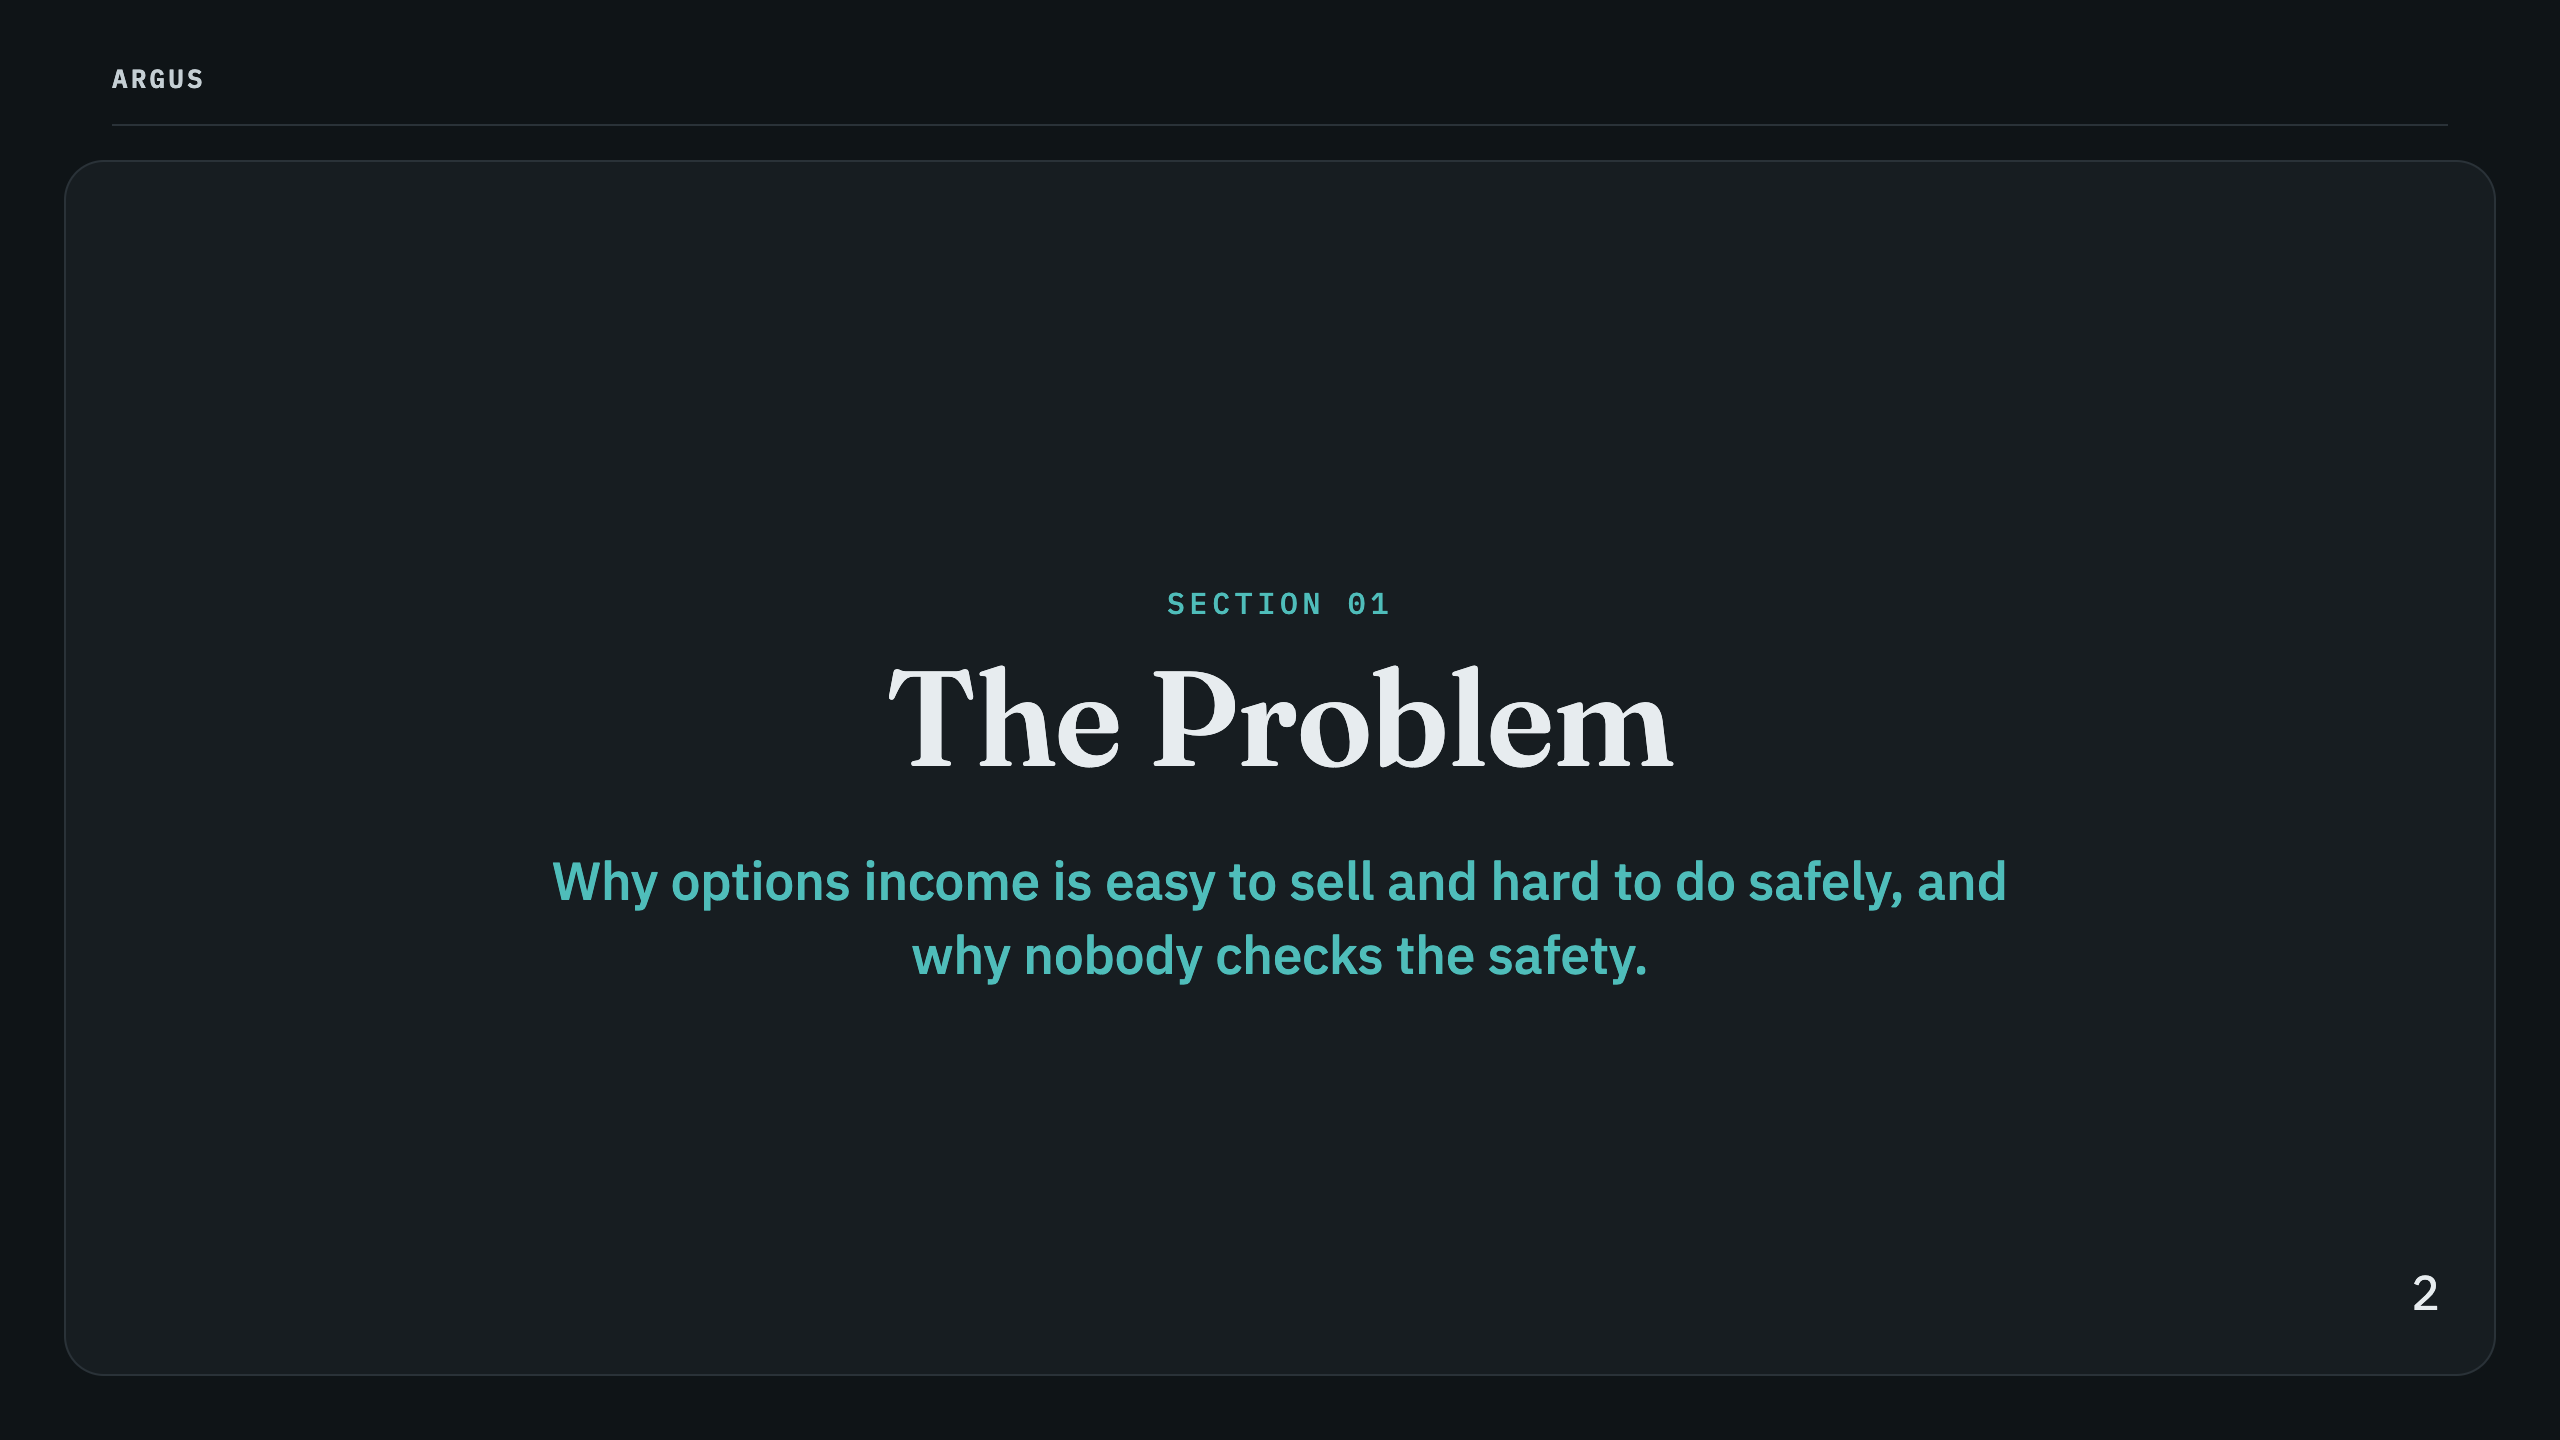 ARGUS
SECTION 01
The Problem
Why options income is easy to sell and hard to do safely, and
why nobody checks the safety.
2